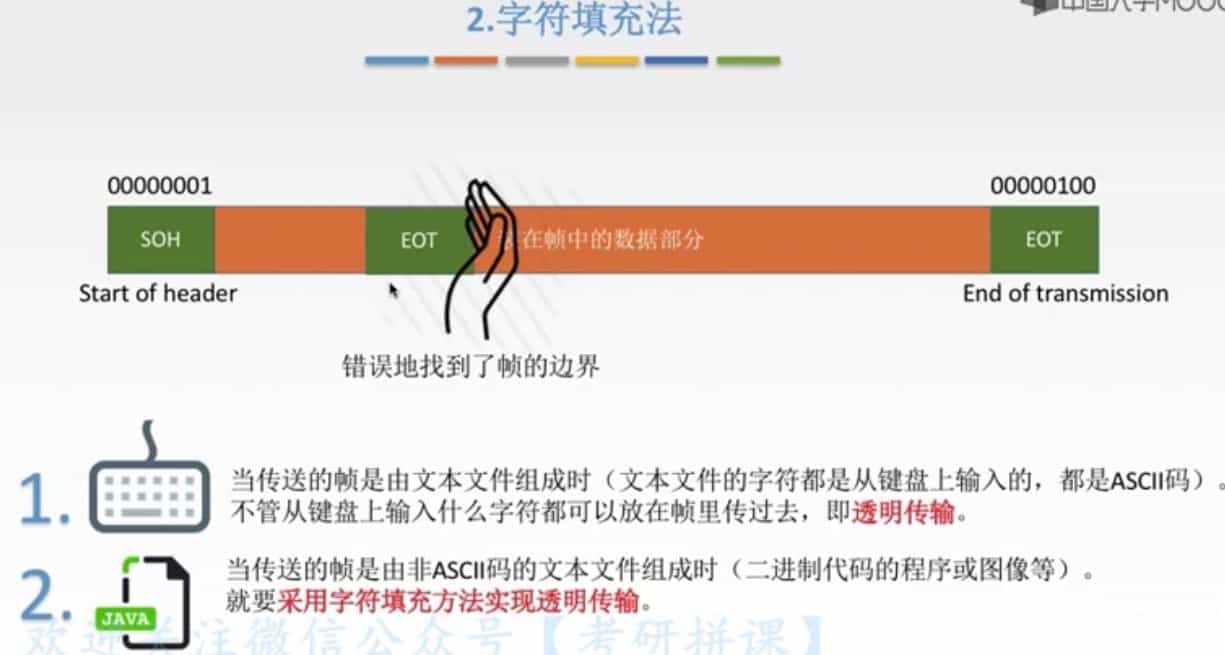 2.字符填充法
中国大学MOOC
00000001
00000100
SOH
EOT
在帧中的数据部分
EOT
Start of header
End of transmission
错误地找到了帧的边界
1.
当传送的帧是由文本文件组成时（文本文件的字符都是从键盘上输入的，都是ASCII码）。
不管从键盘上输入什么字符都可以放在帧里传过去，即透明传输。
2.
JAVA
当传送的帧是由非ASCII码的文本文件组成时（二进制代码的程序或图像等）。
就要采用字符填充方法实现透明传输。
欢迎关注微信公众号【考研拼课】